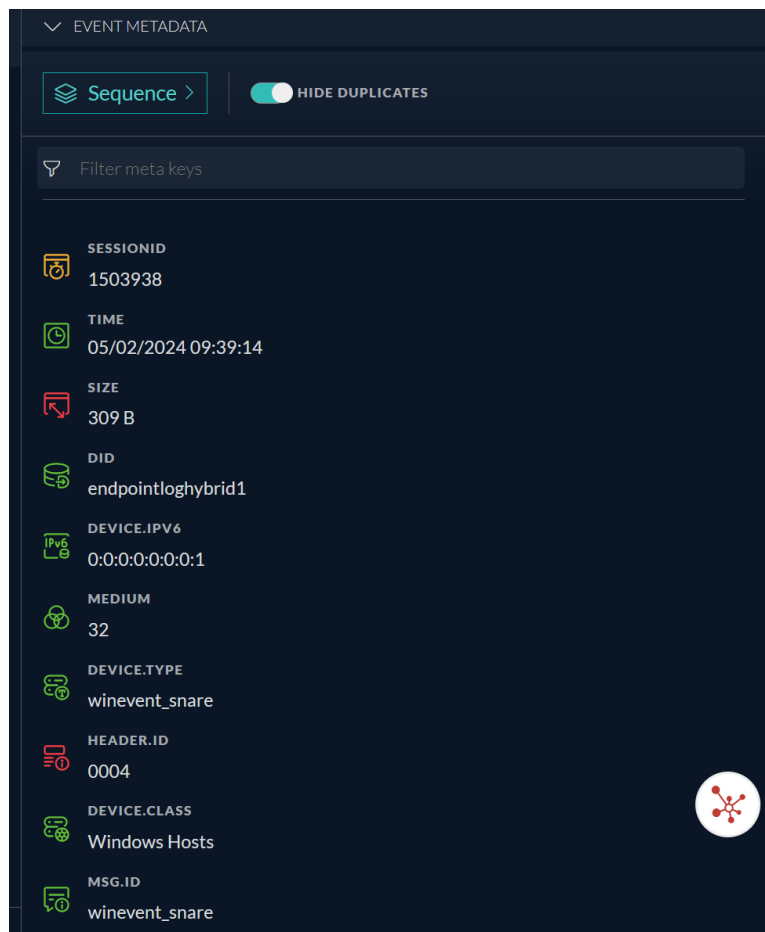 EVENT METADATA
Sequence >
HIDE DUPLICATES
Filter meta keys
SESSIONID
1503938
TIME
05/02/2024 09:39:14
SIZE
309 B
DID
endpointloghybrid1
IPv6
DEVICE.IPV6
0:0:0:0:0:0:0:1
MEDIUM
32
DEVICE.TYPE
winevent_snare
HEADER.ID
0004
DEVICE.CLASS
Windows Hosts
MSG.ID
winevent_snare